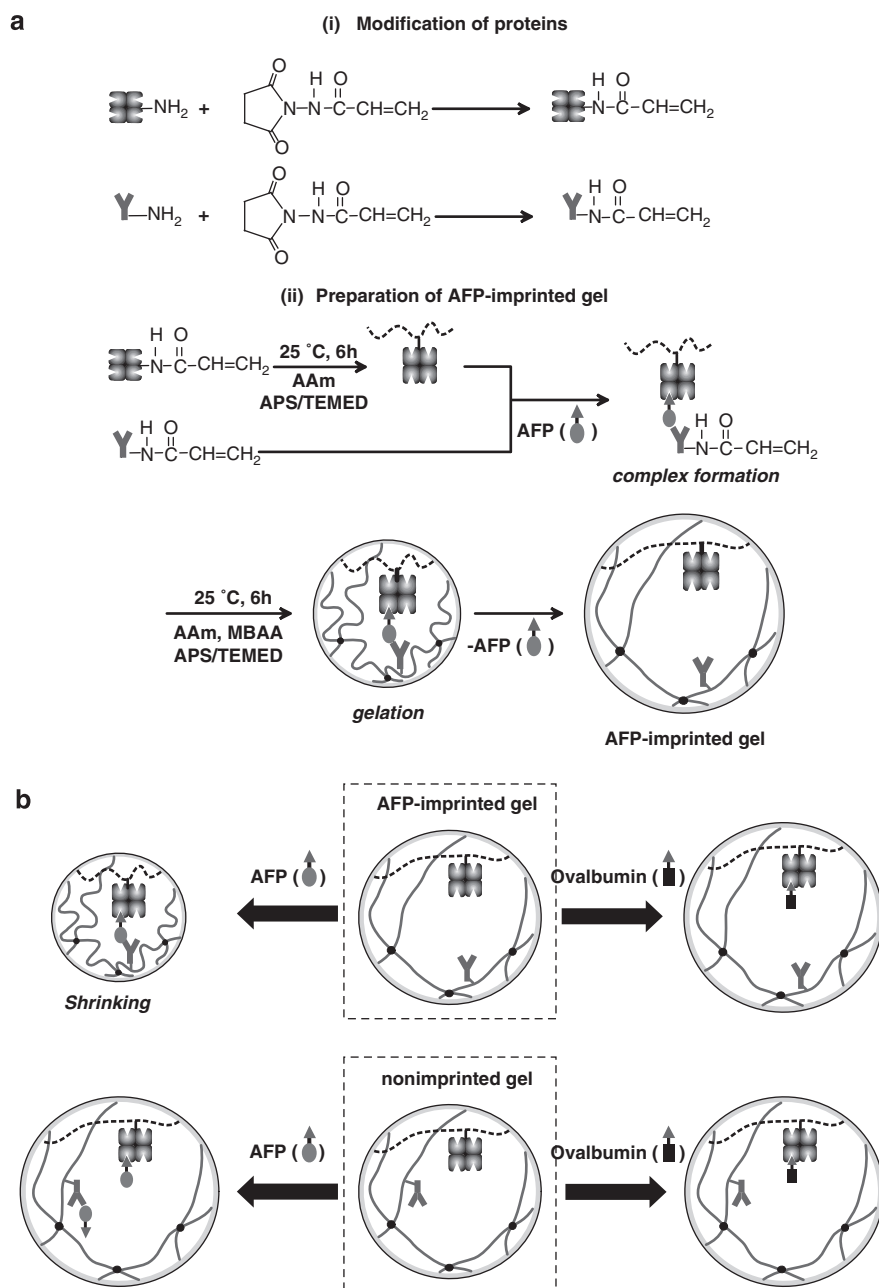 a
(i) Modification of proteins
NH2 + O O N N H C O CH=CH2 N H C O CH=CH2
NH2 + O O N N H C O CH=CH2 N H C O CH=CH2
(ii) Preparation of AFP-imprinted gel
N H C O CH=CH2
25 ˚C, 6h
AAm
APS/TEMED
N H C O CH=CH2
AFP ( )
N H C O CH=CH2
complex formation
25 ˚C, 6h
AAm, MBAA
APS/TEMED
gelation
-AFP ( )
AFP-imprinted gel
b
AFP-imprinted gel
AFP ( )
Ovalbumin ( )
Shrinking
nonimprinted gel
AFP ( )
Ovalbumin ( )